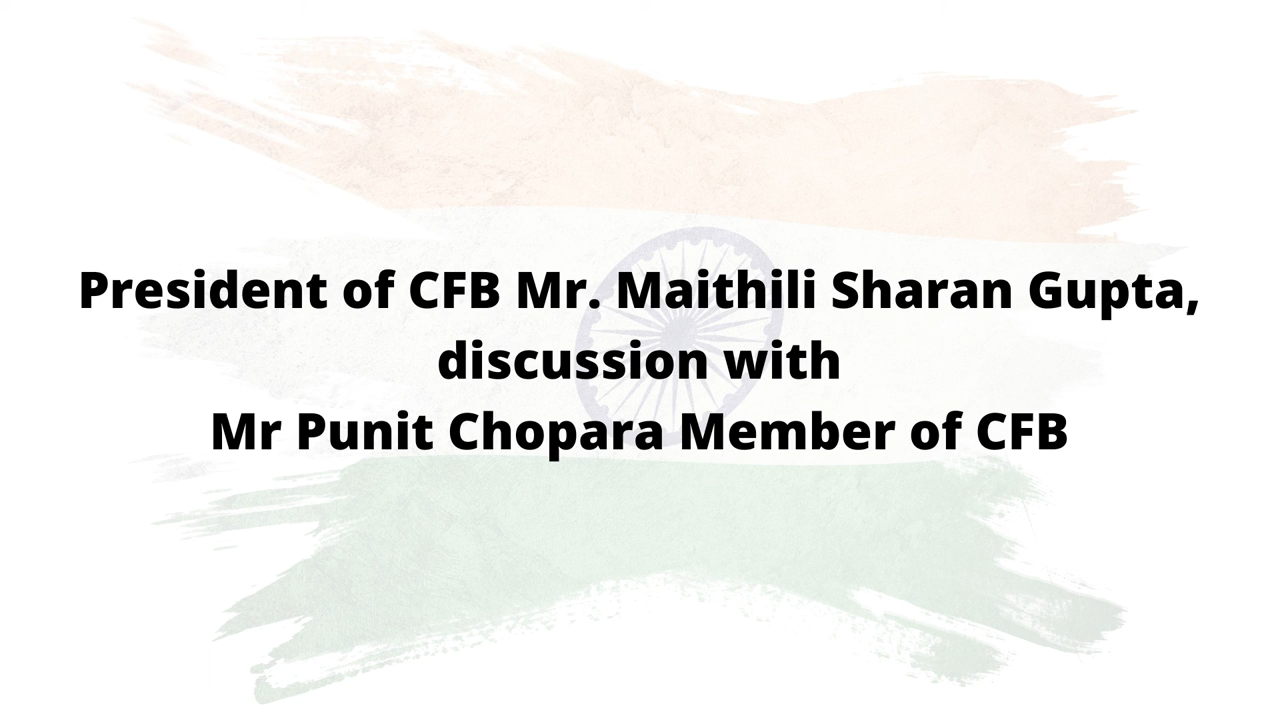 President of CFB Mr. Maithili Sharan Gupta,
discussion with
Mr Punit Chopara Member of CFB